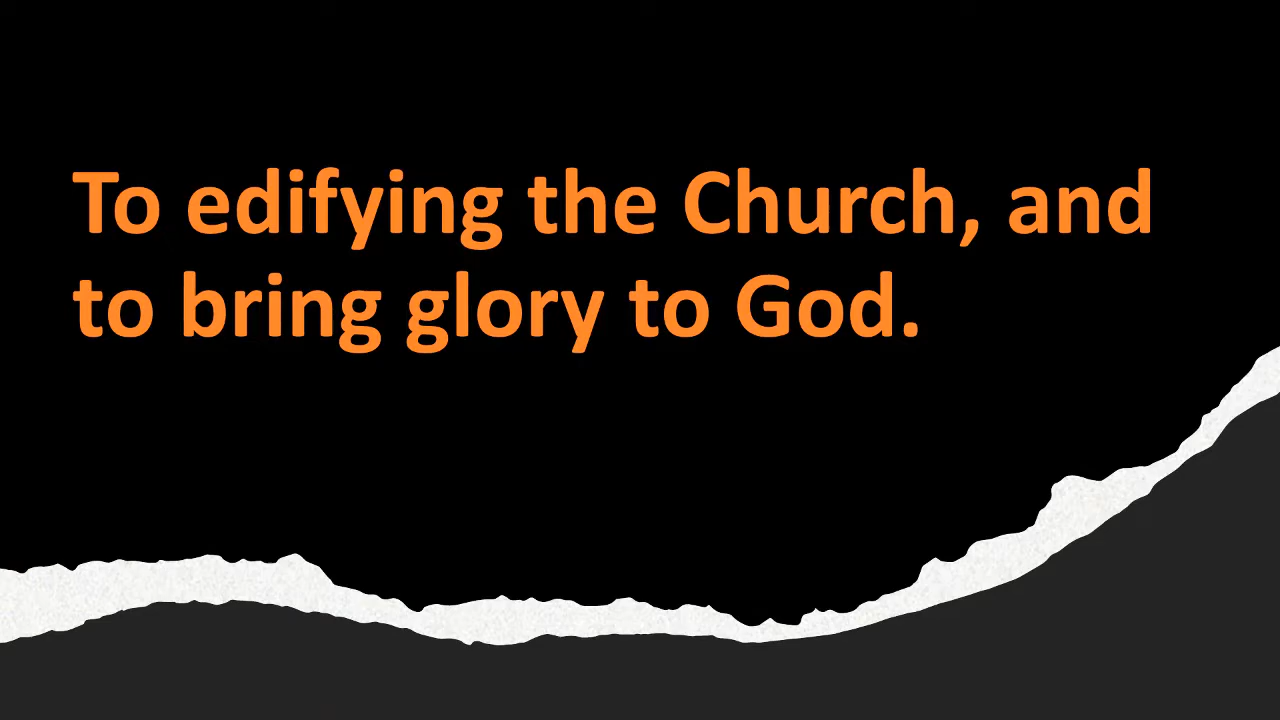 To edifying the Church, and
to bring glory to God.